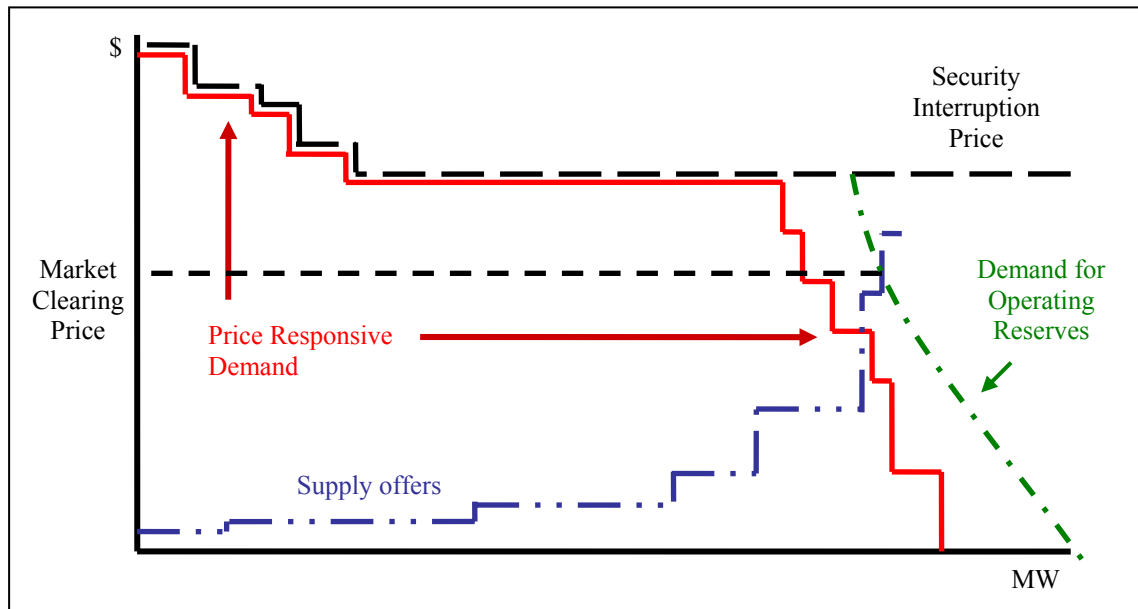 $
Security
Interruption
Price
Market
Clearing
Price
Demand for
Operating
Reserves
Price Responsive
Demand
Supply offers
MW